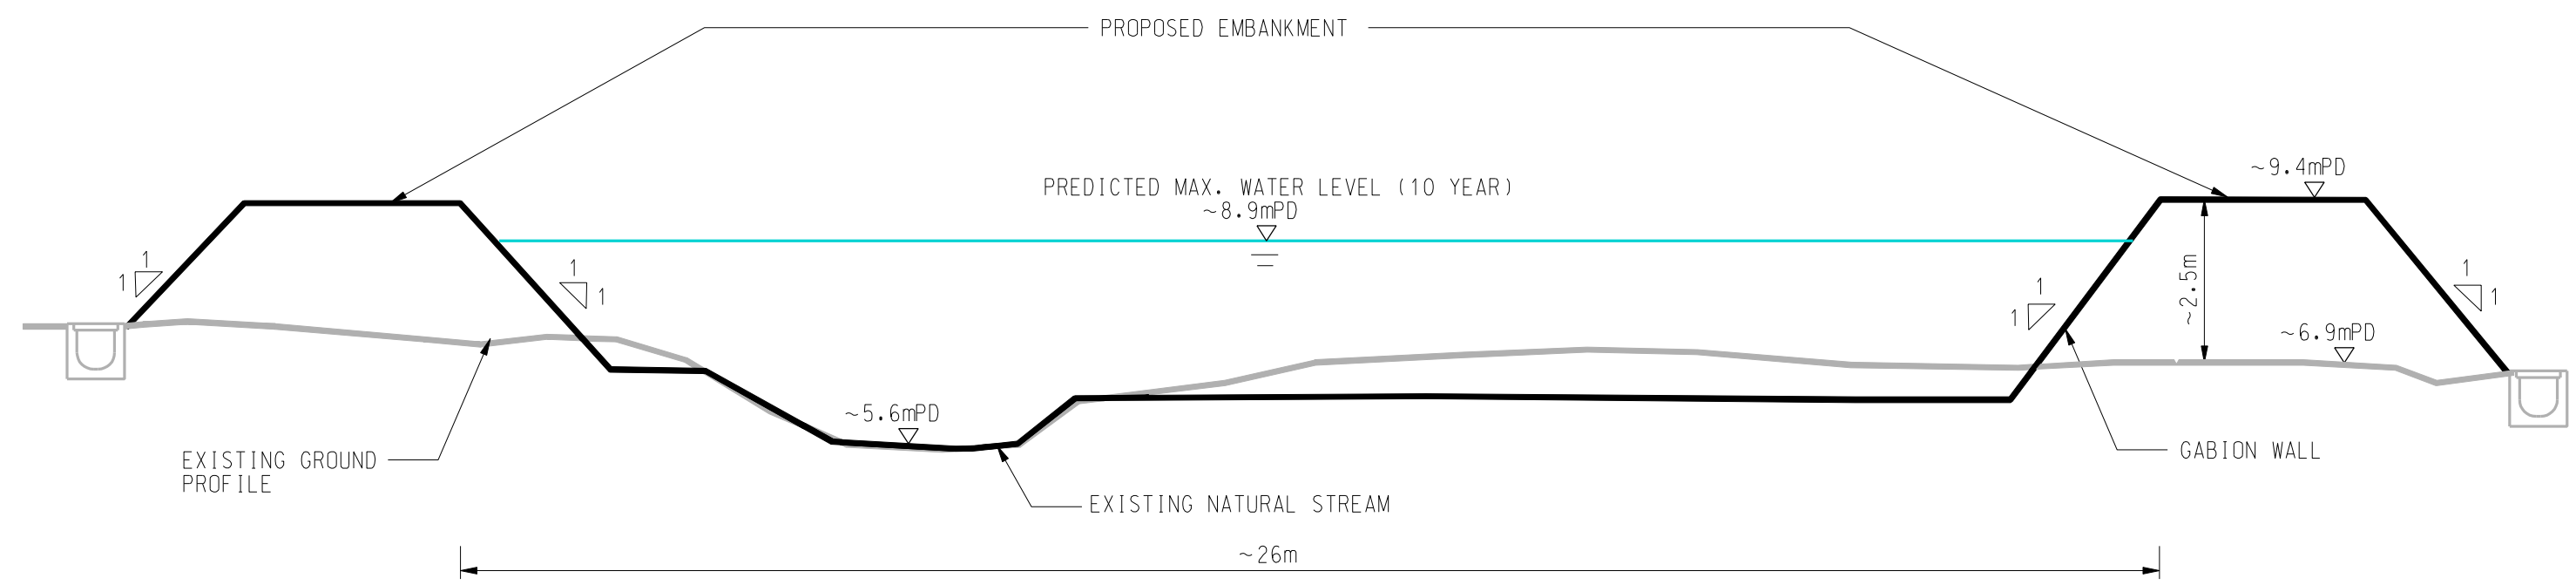 PROPOSED EMBANKMENT
~9.4mPD
PREDICTED MAX. WATER LEVEL (10 YEAR)
~8.9mPD
1
1
1
1
1
1
1
1
~2.5m
~6.9mPD
~5.6mPD
EXISTING GROUND
PROFILE
GABION WALL
EXISTING NATURAL STREAM
~26m